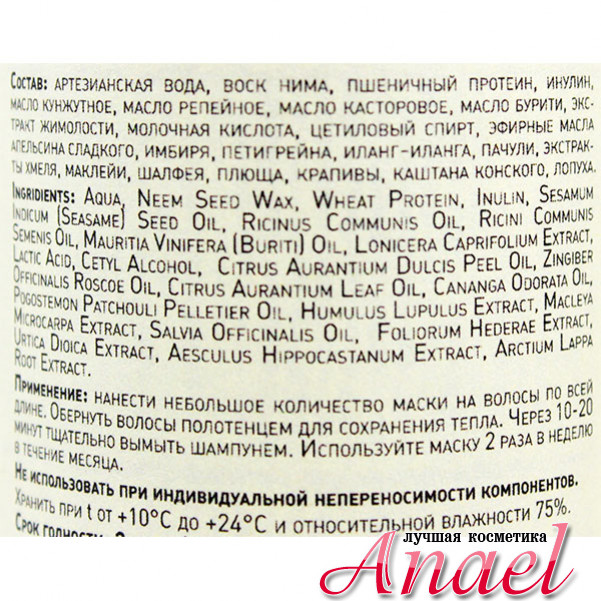 Состав: артезианская вода, воск нима, пшеничный протеин, инулин,
масло кунжутное, масло репейное, масло касторовое, масло бурити, экс-
тракт жимолости, молочная кислота, цетиловый спирт, эфирные масла
апельсина сладкого, имбиря, петигрейна, иланг-иланга, пачули, экстрак-
ты хмеля, маклейи, шалфея, плюща, крапивы, каштана конского, лопуха.
Ingredients: Aqua, Neem Seed Wax, Wheat Protein, Inulin, Sesamum
Indicum (Seasame) Seed Oil, Ricinus Communis Oil, Ricini Communis
Semenis Oil, Mauritia Vinifera (Buriti) Oil, Lonicera Caprifolium Extract,
Lactic Acid, Cetyl Alcohol, Citrus Aurantium Dulcis Peel Oil, Zingiber
Officinalis Roscoe Oil, Citrus Aurantium Leaf Oil, Cananga Odorata Oil,
Pogostemon Patchouli Pelletier Oil, Humulus Lupulus Extract, Macleya
Microcarpa Extract, Salvia Officinalis Oil, Foliorum Hederae Extract,
Urtica Dioica Extract, Aesculus Hippocastanum Extract, Arctium Lappa
Root Extract.
Применение: нанести небольшое количество маски на волосы по всей
длине. Обернуть волосы полотенцем для сохранения тепла. Через 10-20
минут тщательно вымыть шампунем. Используйте маску 2 раза в неделю
в течение месяца.
Не использовать при индивидуальной непереносимости компонентов.
Хранить при t от +10°С до +24°С и относительной влажности 75%.
Срок годности:
лучшая косметика
Anael